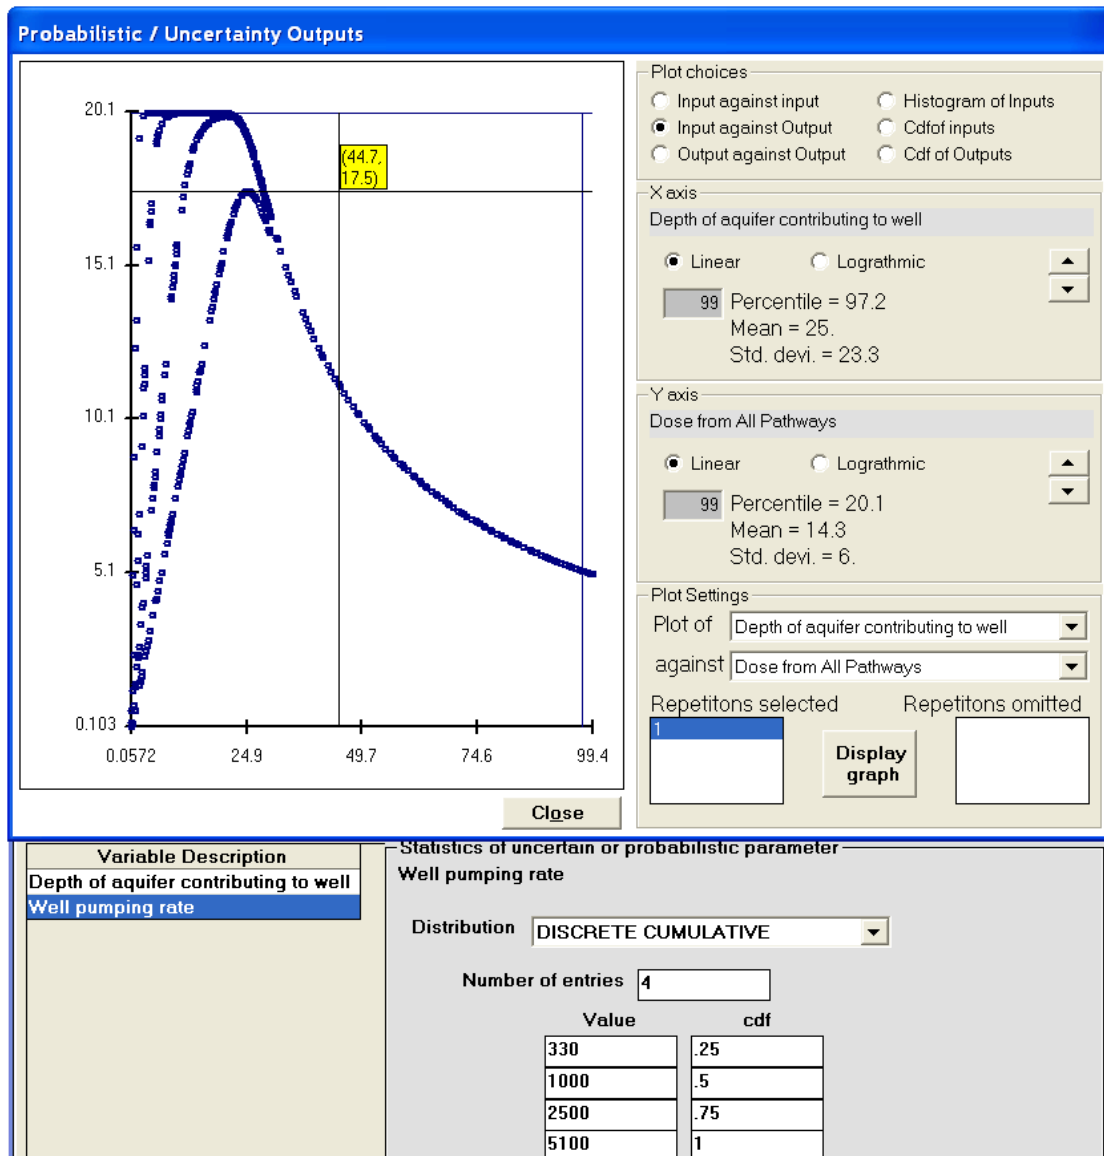 Probabilistic / Uncertainty Outputs
20.1
15.1
10.1
5.1
0.103
0.0572 24.9 49.7 74.6 99.4
(44.7,
17.5)
Close
Plot choices
Input against input Histogram of Inputs
Input against Output Cdfof inputs
Output against Output Cdf of Outputs
X axis
Depth of aquifer contributing to well
Linear Lograthmic
99 Percentile = 97.2
Mean = 25.
Std. devi. = 23.3
Y axis
Dose from All Pathways
Linear Lograthmic
99 Percentile = 20.1
Mean = 14.3
Std. devi. = 6.
Plot Settings
Plot of Depth of aquifer contributing to well
against Dose from All Pathways
Repetitons selected Repetitons omitted
1
Display
graph
Variable Description
Depth of aquifer contributing to well
Well pumping rate
Statistics of uncertain or probabilistic parameter
Well pumping rate
Distribution DISCRETE CUMULATIVE
Number of entries 4
Value cdf
330 .25
1000 .5
2500 .75
5100 1